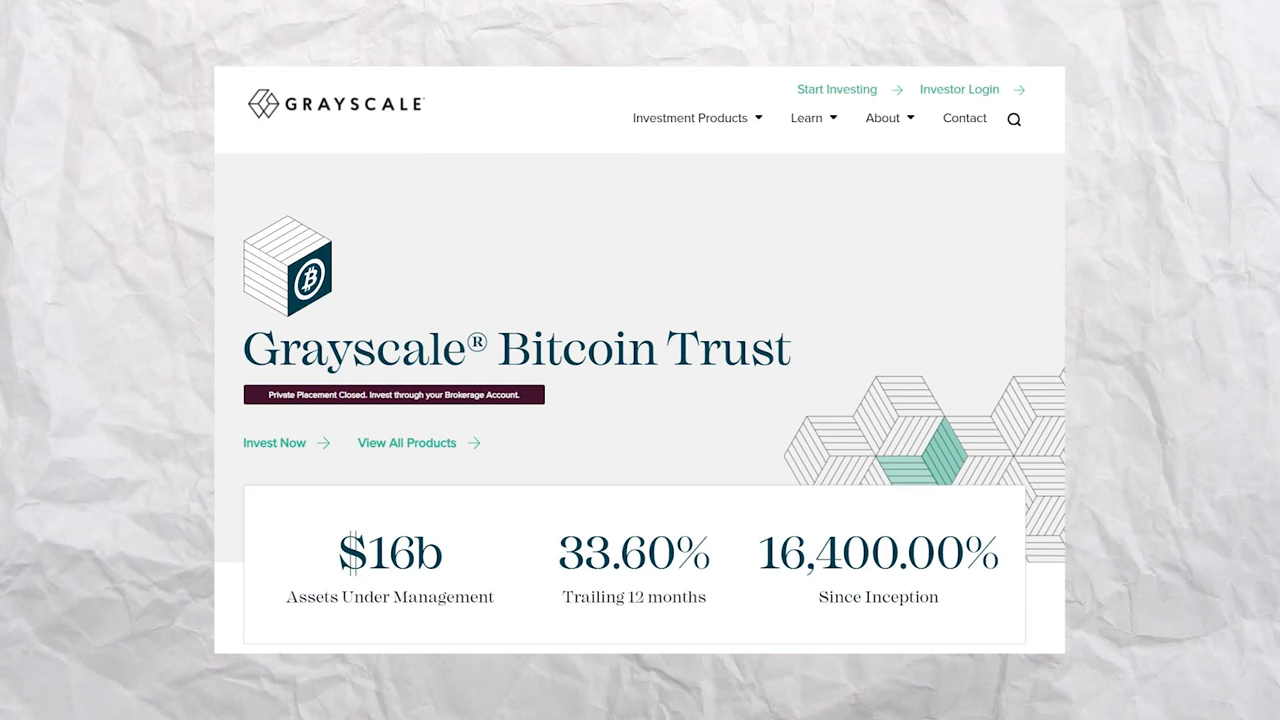 GRAYSCALE
Start Investing
Investor Login
Investment Products
Learn
About
Contact
Grayscale® Bitcoin Trust
Private Placement Closed. Invest through your Brokerage Account.
Invest Now
View All Products
$16b
33.60%
16,400.00%
Assets Under Management
Trailing 12 months
Since Inception